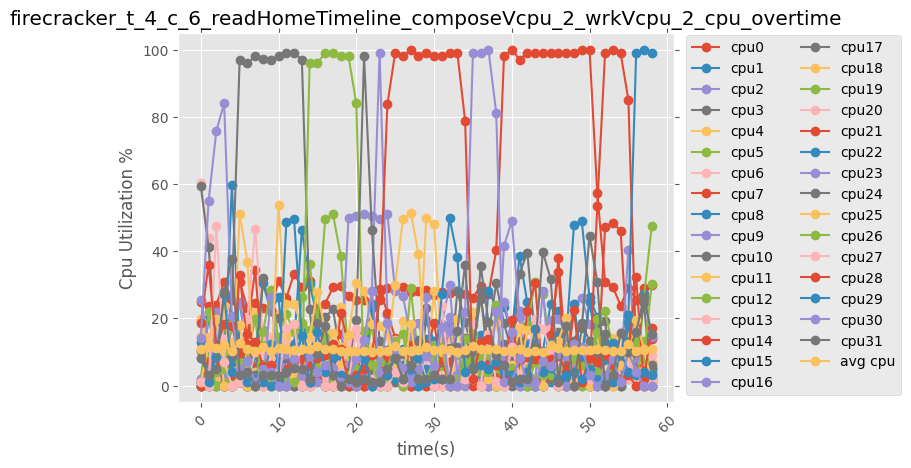 firecracker_t_4_c_6_readHomeTimeline_composeVcpu_2_wrkVcpu_2_cpu_overtime
100
80
60
40
20
0
Cpu Utilization %
0
10
20
30
40
50
60
time(s)
cpu0
cpu1
cpu2
cpu3
cpu4
cpu5
cpu6
cpu7
cpu8
cpu9
cpu10
cpu11
cpu12
cpu13
cpu14
cpu15
cpu16
cpu17
cpu18
cpu19
cpu20
cpu21
cpu22
cpu23
cpu24
cpu25
cpu26
cpu27
cpu28
cpu29
cpu30
cpu31
avg cpu